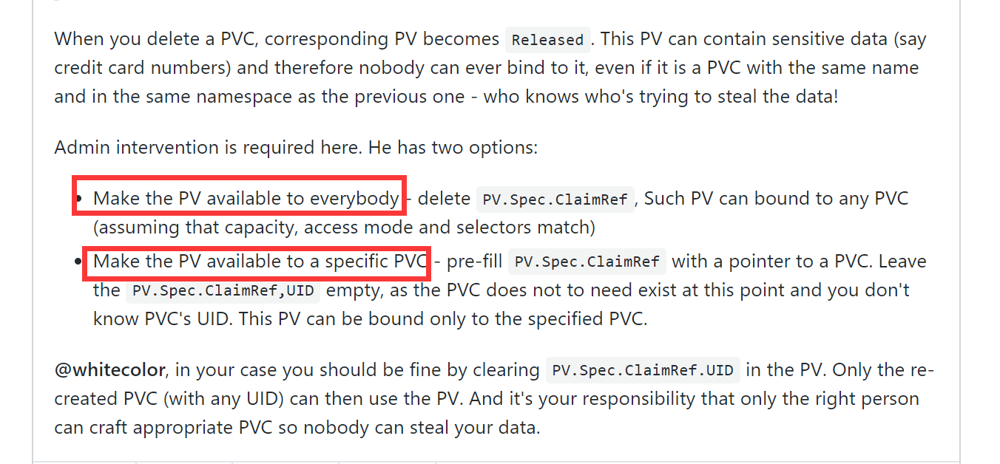 When you delete a PVC, corresponding PV becomes Released. This PV can contain sensitive data (say
credit card numbers) and therefore nobody can ever bind to it, even if it is a PVC with the same name
and in the same namespace as the previous one - who knows who's trying to steal the data!
Admin intervention is required here. He has two options:
• Make the PV available to everybody - delete PV.Spec.ClaimRef, Such PV can bound to any PVC
(assuming that capacity, access mode and selectors match)
• Make the PV available to a specific PVC - pre-fill PV.Spec.ClaimRef with a pointer to a PVC. Leave
the PV.Spec.ClaimRef,UID empty, as the PVC does not to need exist at this point and you don't
know PVC's UID. This PV can be bound only to the specified PVC.
@whitecolor, in your case you should be fine by clearing PV.Spec.ClaimRef.UID in the PV. Only the re-
created PVC (with any UID) can then use the PV. And it's your responsibility that only the right person
can craft appropriate PVC so nobody can steal your data.